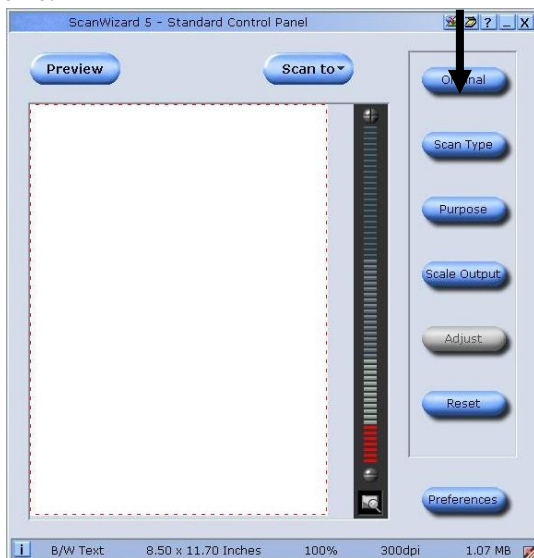 ScanWizard 5 - Standard Control Panel
? _ X
Preview
Scan to
Scan Type
Purpose
Scale Output
Adjust
Reset
Preferences
i B/W Text 8.50 x 11.70 Inches 100% 300dpi 1.07 MB